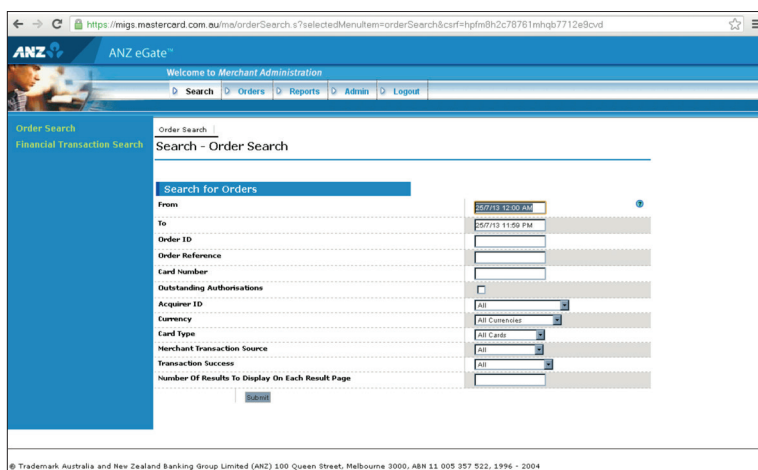 https://migs.mastercard.com.au/ma/orderSearch.s?selectedMenuItem=orderSearch&csrf=hpfm8h2c78761mhqb7712e9cvd
ANZ
ANZ eGate™
Welcome to Merchant Administration
Search Orders Reports Admin Logout
Order Search
Financial Transaction Search
Order Search
Search - Order Search
Search for Orders
From 25/7/13 12:00 AM
To 25/7/13 11:59 PM
Order ID
Order Reference
Card Number
Outstanding Authorisations
Acquirer ID All
Currency All Currencies
Card Type All Cards
Merchant Transaction Source All
Transaction Success All
Number Of Results To Display On Each Result Page
Submit
® Trademark Australia and New Zealand Banking Group Limited (ANZ) 100 Queen Street, Melbourne 3000, ABN 11 005 357 522, 1996 - 2004